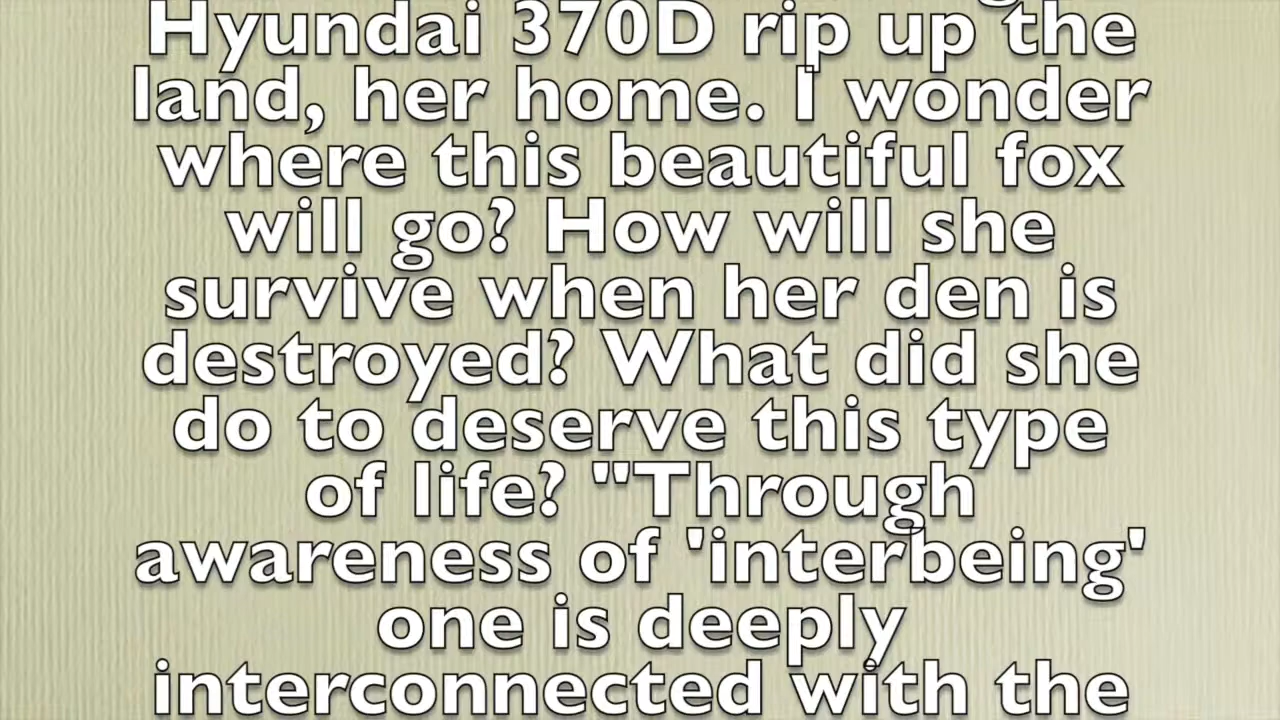 Hyundai 370D rip up the
land, her home. I wonder
where this beautiful fox
will go? How will she
survive when her den is
destroyed? What did she
do to deserve this type
of life? "Through
awareness of 'interbeing'
one is deeply
interconnected with the